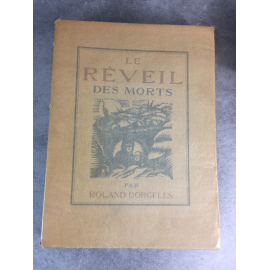 LE
RÉVEIL
DES MORTS
PAR
ROLAND DORGELÈS